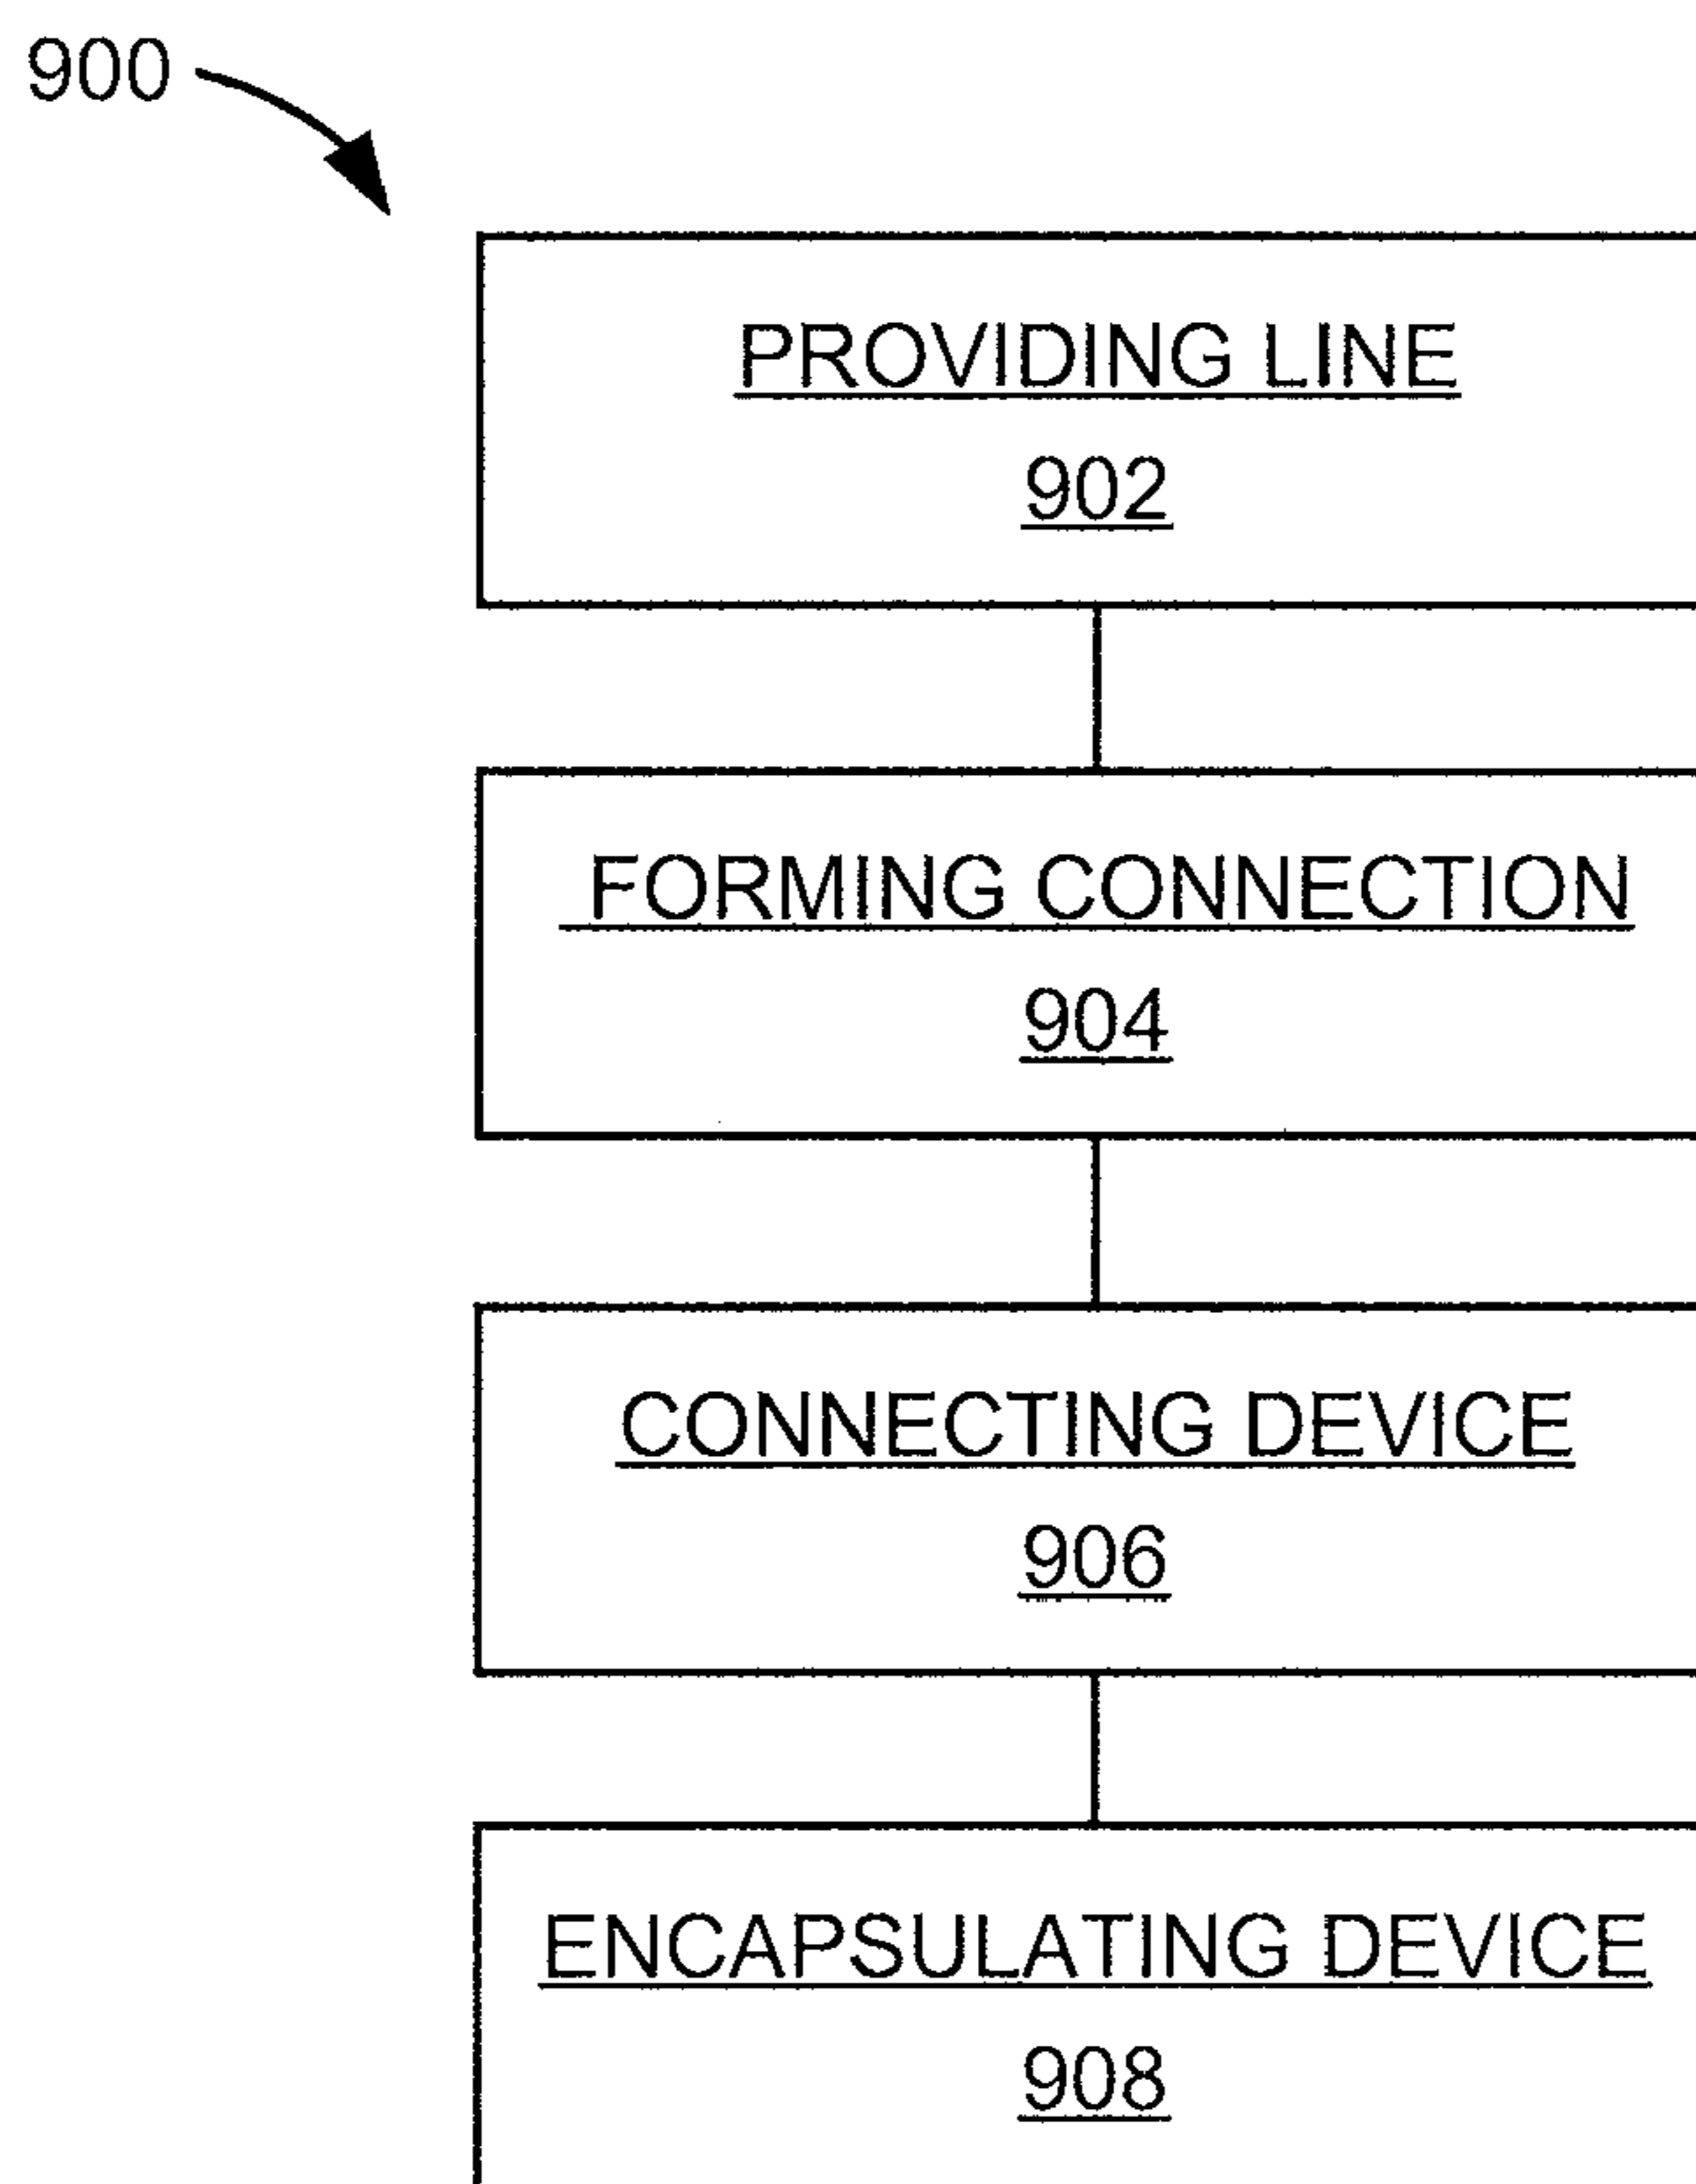 900
PROVIDING LINE
902
FORMING CONNECTION
904
CONNECTING DEVICE
906
ENCAPSULATING DEVICE
908